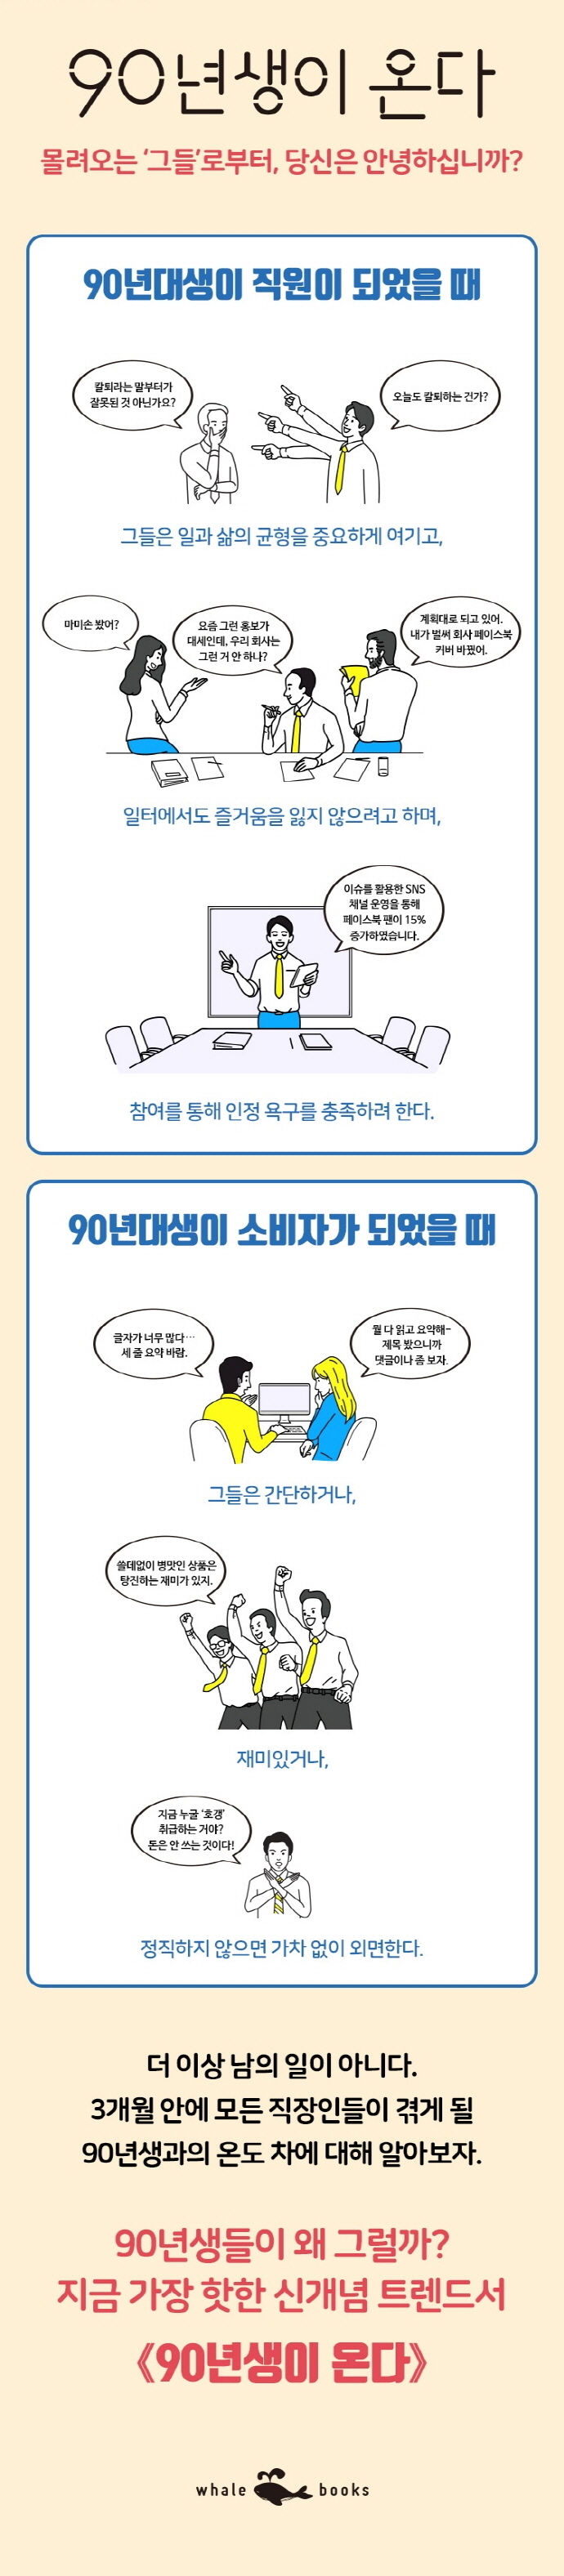 90년생이 온다
몰려오는 ‘그들’로부터, 당신은 안녕하십니까?
90년대생이 직원이 되었을 때
칼퇴라는 말부터가
잘못된 것 아닌가요?
오늘도 칼퇴하는 건가?
그들은 일과 삶의 균형을 중요하게 여기고,
마미손 봤어?
요즘 그런 홍보가
대세인데, 우리 회사는
그런 거 안 하나?
계획대로 되고 있어.
내가 벌써 회사 페이스북
커버 바꿨어.
일터에서도 즐거움을 잃지 않으려고 하며,
이슈를 활용한 SNS
채널 운영을 통해
페이스북 팬이 15%
증가하였습니다.
참여를 통해 인정 욕구를 충족하려 한다.
90년대생이 소비자가 되었을 때
글자가 너무 많다…
세 줄 요약 바람.
뭘 다 읽고 요약해-
제목 봤으니까
댓글이나 좀 보자.
그들은 간단하거나,
쓸데없이 병맛인 상품은
탕진하는 재미가 있지.
재미있거나,
지금 누굴 ‘호갱’
취급하는 거야?
돈은 안 쓰는 것이다!
정직하지 않으면 가차 없이 외면한다.
더 이상 남의 일이 아니다.
3개월 안에 모든 직장인들이 겪게 될
90년생과의 온도 차에 대해 알아보자.
90년생들이 왜 그럴까?
지금 가장 핫한 신개념 트렌드서
《90년생이 온다》
whale books